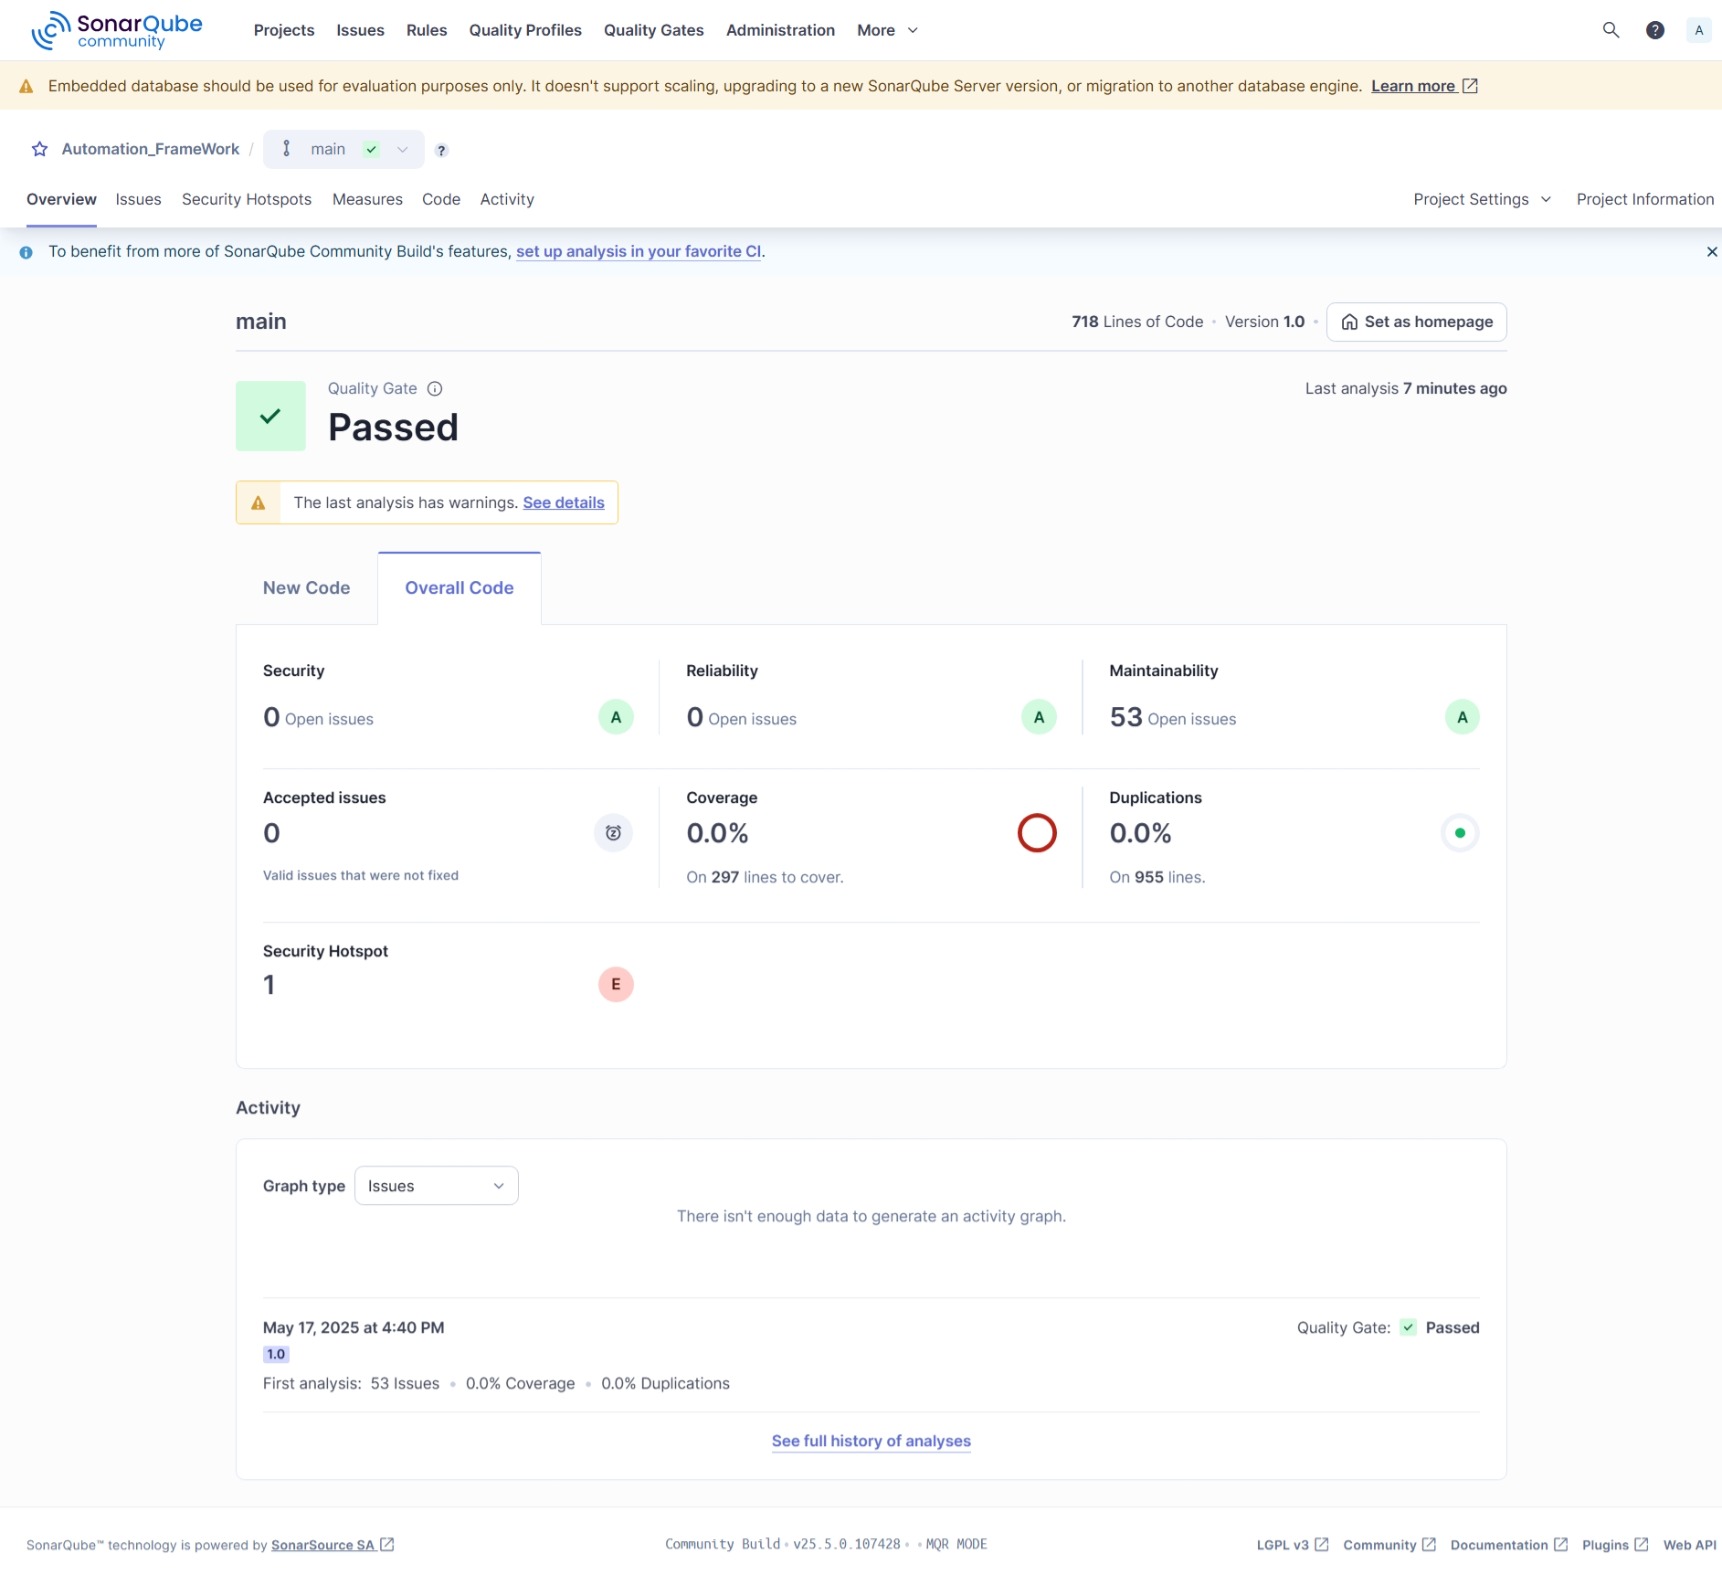 SonarQube
community
Projects Issues Rules Quality Profiles Quality Gates Administration More
? A
Embedded database should be used for evaluation purposes only. It doesn't support scaling, upgrading to a new SonarQube Server version, or migration to another database engine. Learn more
Automation_FrameWork / main ?
Overview Issues Security Hotspots Measures Code Activity Project Settings Project Information
To benefit from more of SonarQube Community Build's features, set up analysis in your favorite CI.
main 718 Lines of Code • Version 1.0 • Set as homepage
Quality Gate Last analysis 7 minutes ago
Passed
The last analysis has warnings. See details
New Code Overall Code
Security Reliability Maintainability
0 Open issues A 0 Open issues A 53 Open issues A
Accepted issues Coverage Duplications
0 0.0% 0.0%
Valid issues that were not fixed On 297 lines to cover. On 955 lines.
Security Hotspot
1 E
Activity
Graph type Issues
There isn't enough data to generate an activity graph.
May 17, 2025 at 4:40 PM Quality Gate: Passed
1.0
First analysis: 53 Issues • 0.0% Coverage • 0.0% Duplications
See full history of analyses
SonarQube™ technology is powered by SonarSource SA Community Build • v25.5.0.107428 • • MQR MODE LGPL v3 Community Documentation Plugins Web API